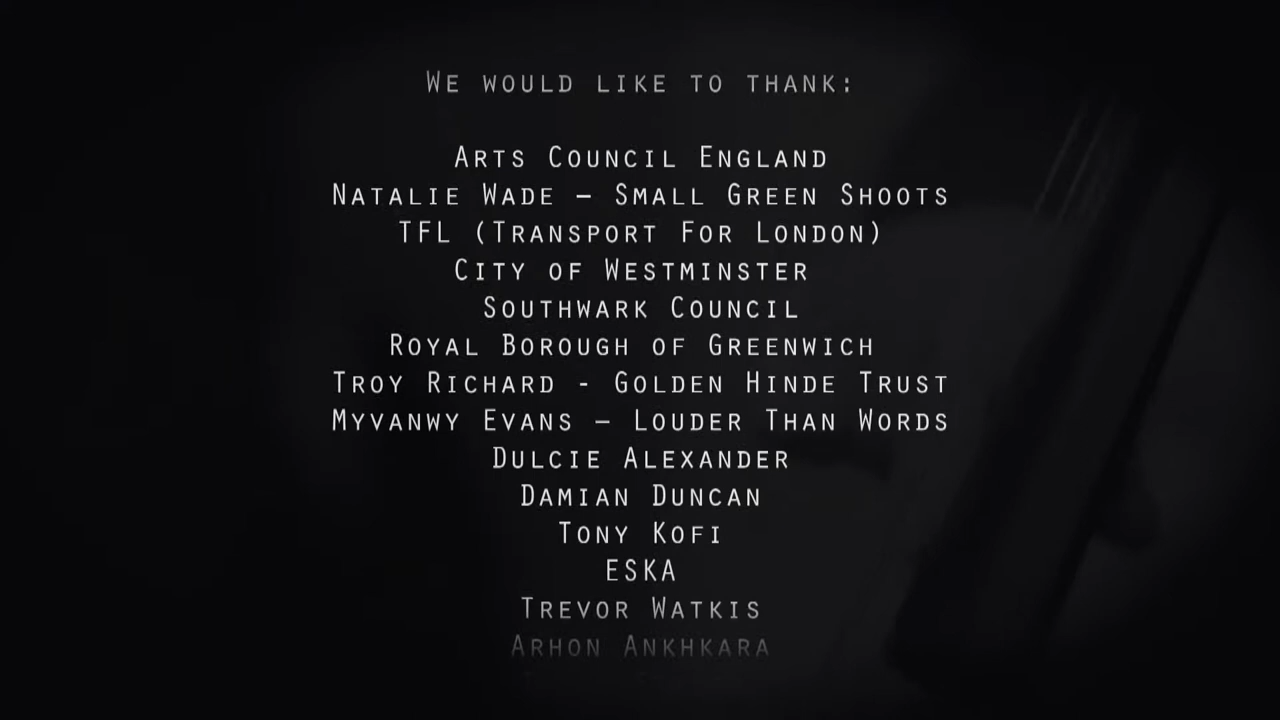 We would like to thank:
Arts Council England
Natalie Wade – Small Green Shoots
TFL (Transport For London)
City of Westminster
Southwark Council
Royal Borough of Greenwich
Troy Richard - Golden Hinde Trust
Myvanwy Evans – Louder Than Words
Dulcie Alexander
Damian Duncan
Tony Kofi
ESKA
Trevor Watkis
Arhon Ankhkara